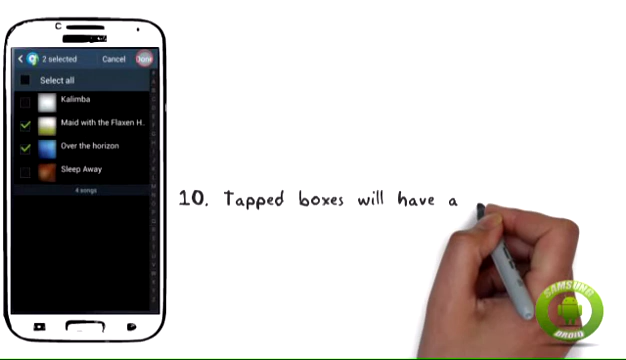 2 selected Cancel Done
Select all
Kalimba
Maid with the Flaxen H..
Over the horizon
Sleep Away
4 songs
10. Tapped boxes will have a
SAMSUNG
DROID